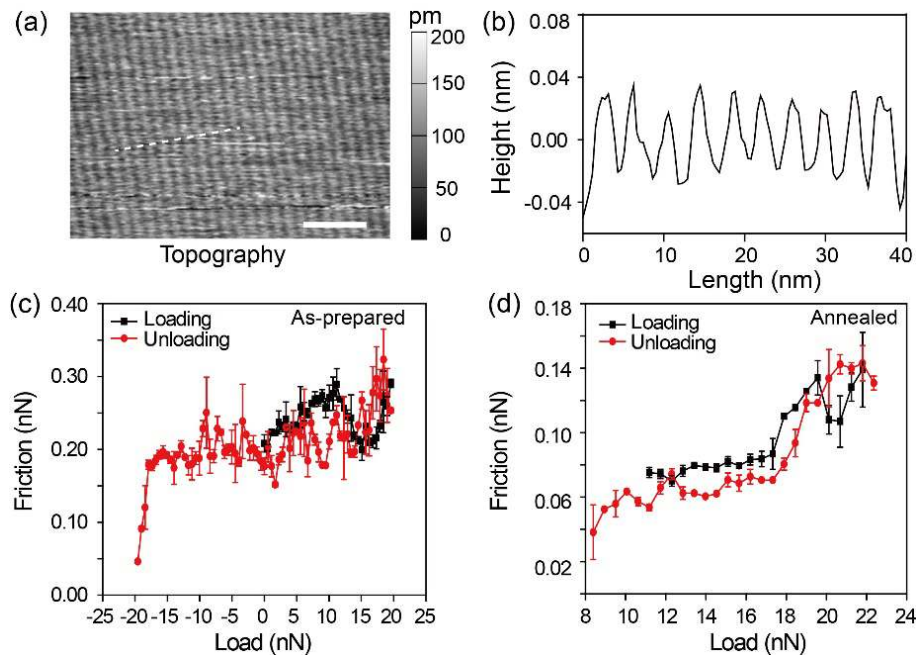 (a)
pm
200
150
100
50
0
Topography
(b)
Height (nm)
0.08
0.04
0.00
-0.04
0
10
20
30
40
Length (nm)
(c)
Friction (nN)
0.40
0.30
0.20
0.10
0.00
Loading
Unloading
As-prepared
-25 -20 -15 -10 -5 0 5 10 15 20 25
Load (nN)
(d)
Friction (nN)
0.18
0.14
0.10
0.06
0.02
Loading
Unloading
Annealed
8 10 12 14 16 18 20 22 24
Load (nN)